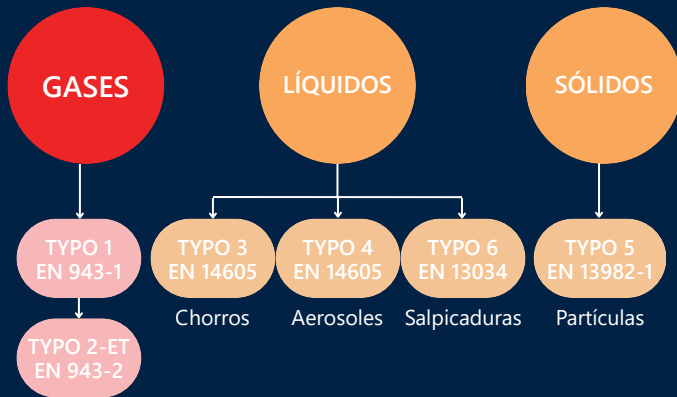 GASES
LÍQUIDOS
SÓLIDOS
TYPO 1
EN 943-1
TYPO 3
EN 14605
TYPO 4
EN 14605
TYPO 6
EN 13034
TYPO 5
EN 13982-1
Chorros
Aerosoles
Salpicaduras
Partículas
TYPO 2-ET
EN 943-2